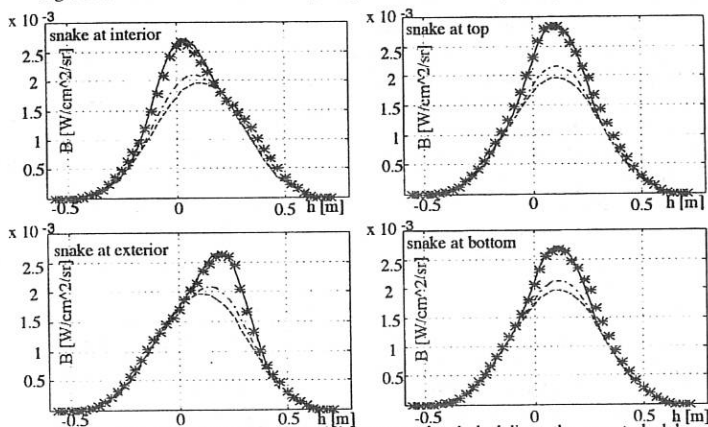 x 10⁻³ x 10⁻³
snake at interior
2.5
2
1.5
1
0.5
B [W/cm^2/sr]
-0.5 0 0.5 h [m]
snake at top
2.5
2
1.5
1
0.5
B [W/cm^2/sr]
-0.5 0 0.5 h [m]
x 10⁻³ x 10⁻³
snake at exterior
2.5
2
1.5
1
0.5
B [W/cm^2/sr]
-0.5 0 0.5 h [m]
snake at bottom
2.5
2
1.5
1
0.5
B [W/cm^2/sr]
-0.5 0 0.5 h [m]